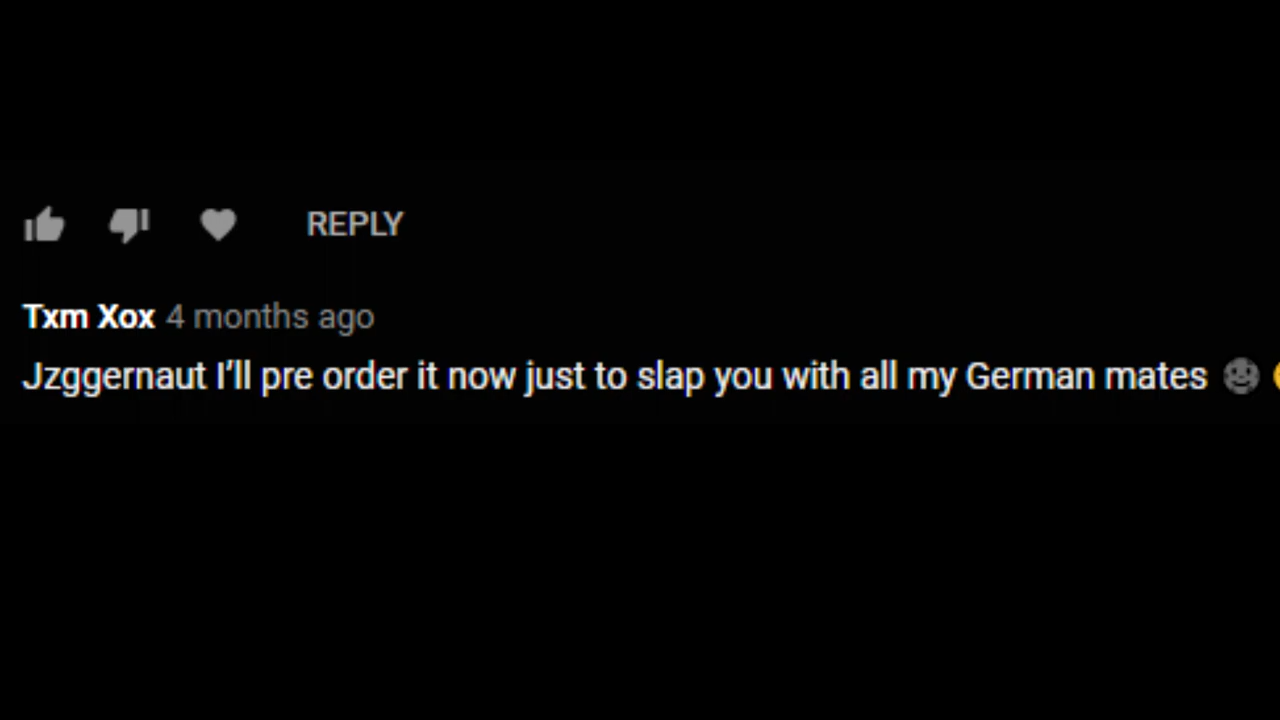 REPLY
Txm Xox 4 months ago
Jzggernaut I’ll pre order it now just to slap you with all my German mates 🌚